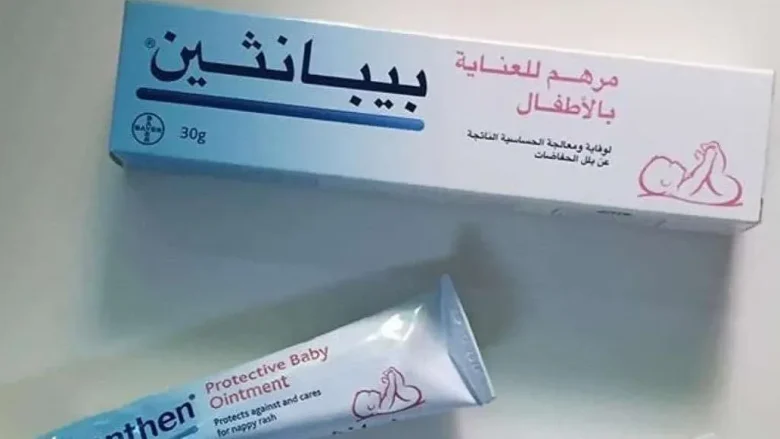 بيبانثين®
مرهم للعناية
بالأطفال
لوقاية ومعالجة الحساسية الناتجة
عن بلل الحفاضات
BAYER
30g
Protective Baby
Ointment
Protects against and cares
for nappy rash